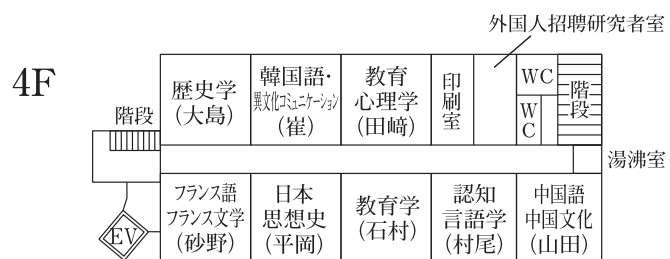 外国人招聘研究者室
4F
歴史学
(大島)
韓国語・
異文化コミュニケーション
(崔)
教育
心理学
(田﨑)
印刷室
WC
WC
階段
階段
湯沸室
フランス語
フランス文学
(砂野)
日本
思想史
(平岡)
教育学
(石村)
認知
言語学
(村尾)
中国語
中国文化
(山田)
EV